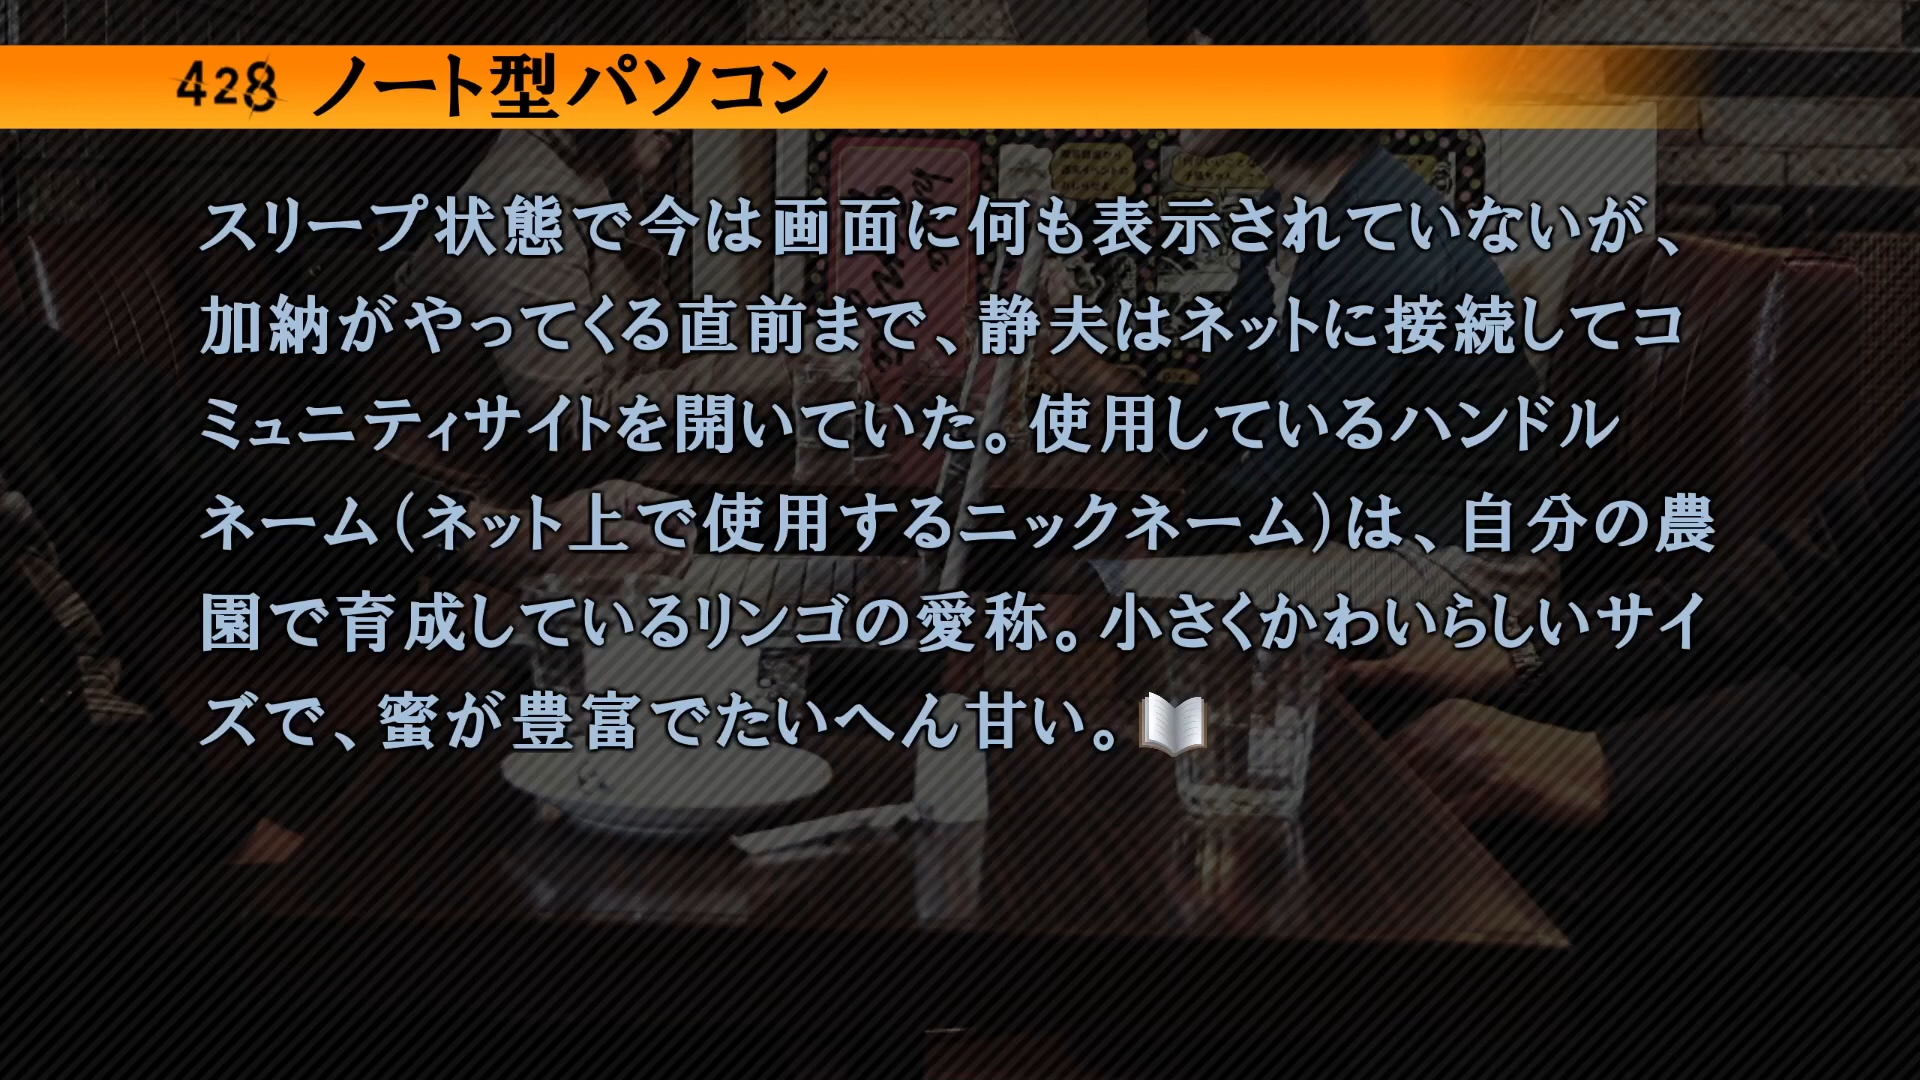 428 ノート型パソコン
スリープ状態で今は画面に何も表示されていないが、
加納がやってくる直前まで、静夫はネットに接続してコ
ミュニティサイトを開いていた。使用しているハンドル
ネーム（ネット上で使用するニックネーム）は、自分の農
園で育成しているリンゴの愛称。小さくかわいらしいサイ
ズで、蜜が豊富でたいへん甘い。